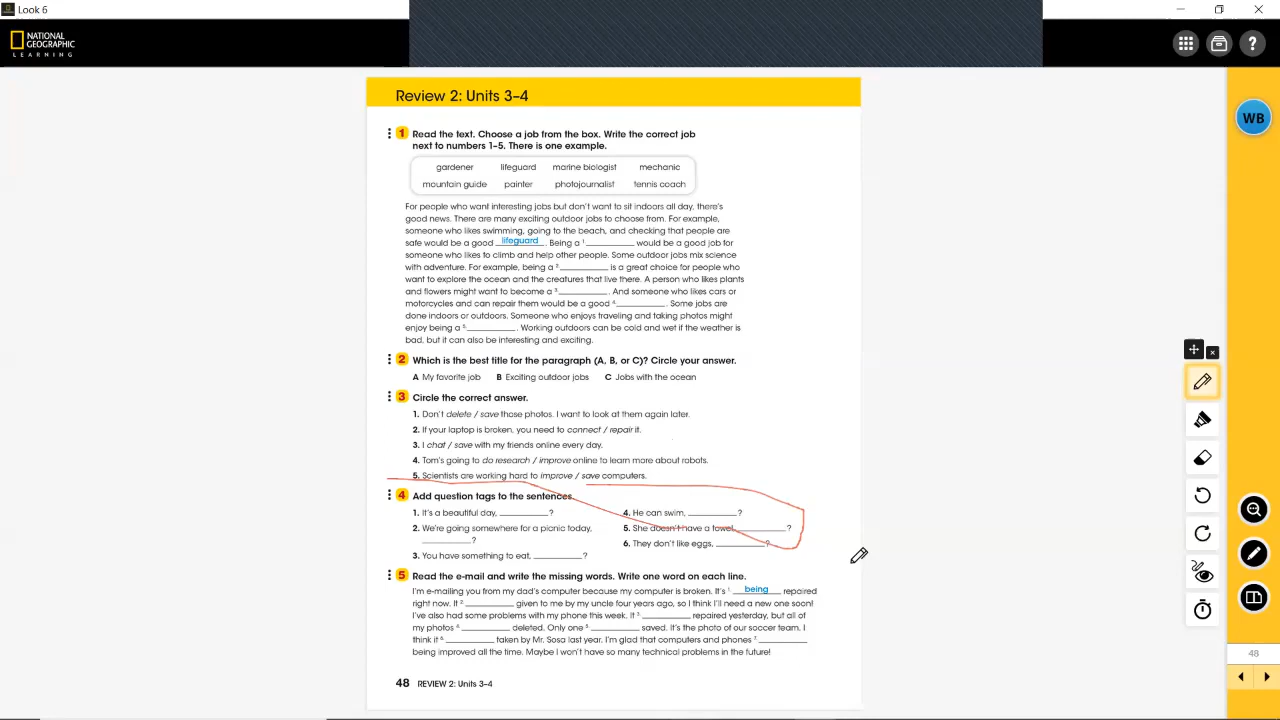 Look 6
NATIONAL
GEOGRAPHIC
LEARNING
WB
Review 2: Units 3–4
1 Read the text. Choose a job from the box. Write the correct job
next to numbers 1–5. There is one example.
gardener lifeguard marine biologist mechanic
mountain guide painter photojournalist tennis coach
For people who want interesting jobs but don't want to sit indoors all day, there's
good news. There are many exciting outdoor jobs to choose from. For example,
someone who likes swimming, going to the beach, and checking that people are
safe would be a good lifeguard. Being a 1. ________ would be a good job for
someone who likes to climb and help other people. Some outdoor jobs mix science
with adventure. For example, being a 2. ________ is a great choice for people who
want to explore the ocean and the creatures that live there. A person who likes plants
and flowers might want to become a 3. ________. And someone who likes cars or
motorcycles and can repair them would be a good 4. ________. Some jobs are
done indoors or outdoors. Someone who enjoys traveling and taking photos might
enjoy being a 5. ________. Working outdoors can be cold and wet if the weather is
bad, but it can also be interesting and exciting.
2 Which is the best title for the paragraph (A, B, or C)? Circle your answer.
A My favorite job B Exciting outdoor jobs C Jobs with the ocean
3 Circle the correct answer.
1. Don't delete / save those photos. I want to look at them again later.
2. If your laptop is broken, you need to connect / repair it.
3. I chat / save with my friends online every day.
4. Tom's going to do research / improve online to learn more about robots.
5. Scientists are working hard to improve / save computers.
4 Add question tags to the sentences.
1. It's a beautiful day, ________?
2. We're going somewhere for a picnic today,
________?
3. You have something to eat, ________?
4. He can swim, ________?
5. She doesn't have a towel, ________?
6. They don't like eggs, ________?
5 Read the e-mail and write the missing words. Write one word on each line.
I'm e-mailing you from my dad's computer because my computer is broken. It's 1. being repaired
right now. It 2. ________ given to me by my uncle four years ago, so I think I'll need a new one soon!
I've also had some problems with my phone this week. It 3. ________ repaired yesterday, but all of
my photos 4. ________ deleted. Only one 5. ________ saved. It's the photo of our soccer team. I
think it 6. ________ taken by Mr. Sosa last year. I'm glad that computers and phones 7. ________
being improved all the time. Maybe I won't have so many technical problems in the future!
48 REVIEW 2: Units 3–4
48